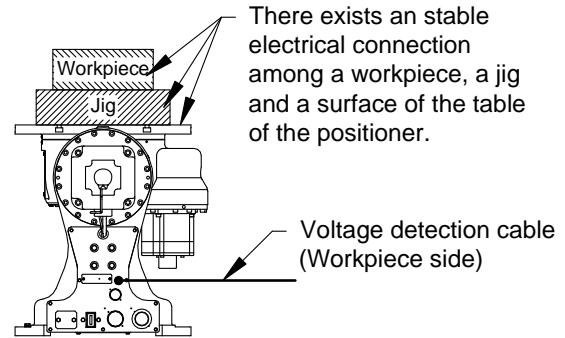 There exists an stable
electrical connection
among a workpiece, a jig
and a surface of the table
of the positioner.
Workpiece
Jig
Voltage detection cable
(Workpiece side)